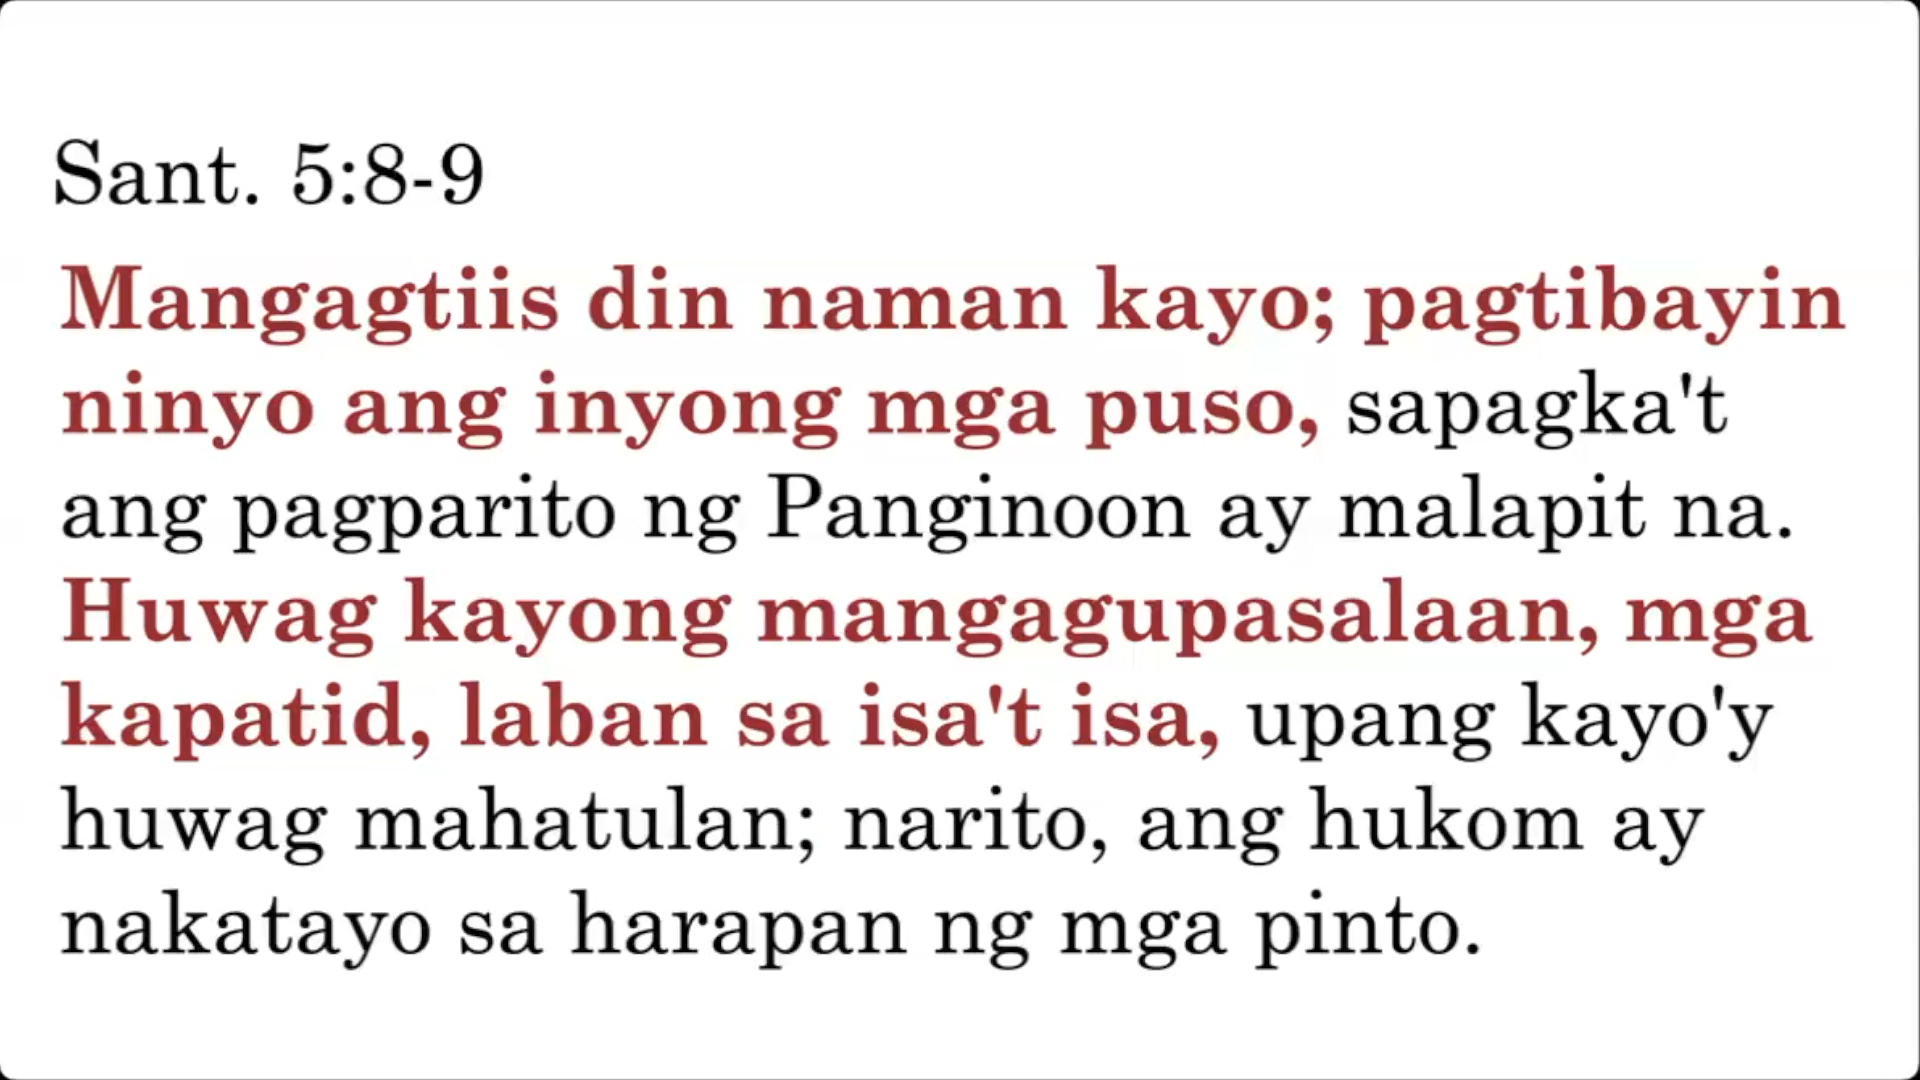 Sant. 5:8-9
Mangagtiis din naman kayo; pagtibayin
ninyo ang inyong mga puso, sapagka't
ang pagparito ng Panginoon ay malapit na.
Huwag kayong mangagupasalaan, mga
kapatid, laban sa isa't isa, upang kayo'y
huwag mahatulan; narito, ang hukom ay
nakatayo sa harapan ng mga pinto.